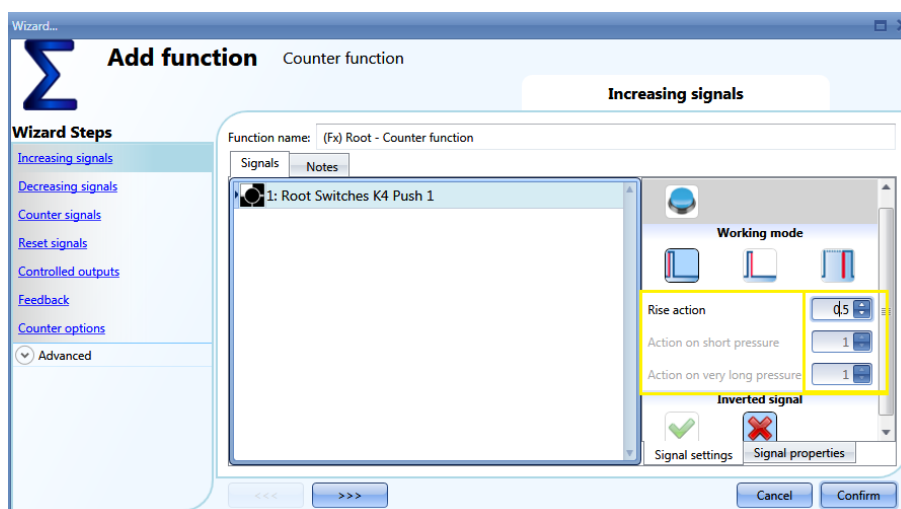 Wizard...
Add function Counter function
Increasing signals
Wizard Steps
Increasing signals
Decreasing signals
Counter signals
Reset signals
Controlled outputs
Feedback
Counter options
Advanced
Function name: (Fx) Root - Counter function
Signals Notes
1: Root Switches K4 Push 1
Working mode
Rise action 0,5
Action on short pressure 1
Action on very long pressure 1
Inverted signal
Signal settings Signal properties
<<< >>> Cancel Confirm